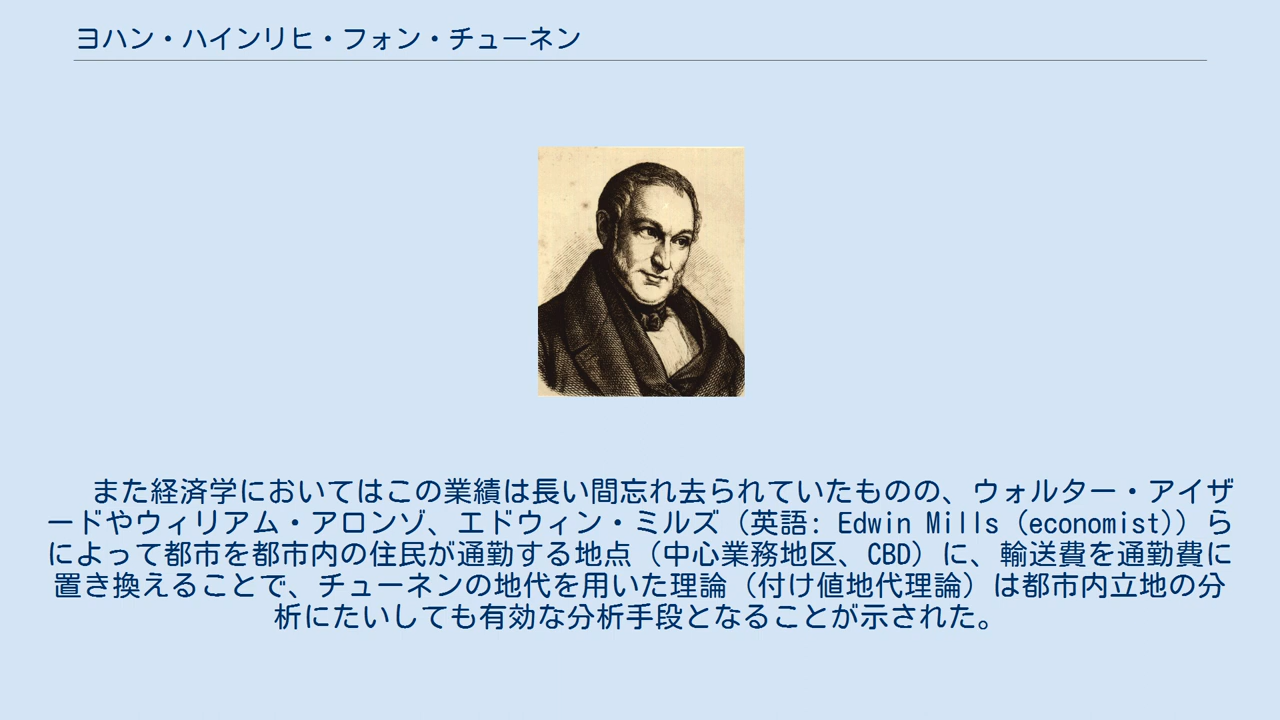 ヨハン・ハインリヒ・フォン・チューネン
また経済学においてはこの業績は長い間忘れ去られていたものの、ウォルター・アイザ
ードやウィリアム・アロンゾ、エドウィン・ミルズ（英語: Edwin Mills (economist)）ら
によって都市を都市内の住民が通勤する地点（中心業務地区、CBD）に、輸送費を通勤費に
置き換えることで、チューネンの地代を用いた理論（付け値地代理論）は都市内立地の分
析にたいしても有効な分析手段となることが示された。